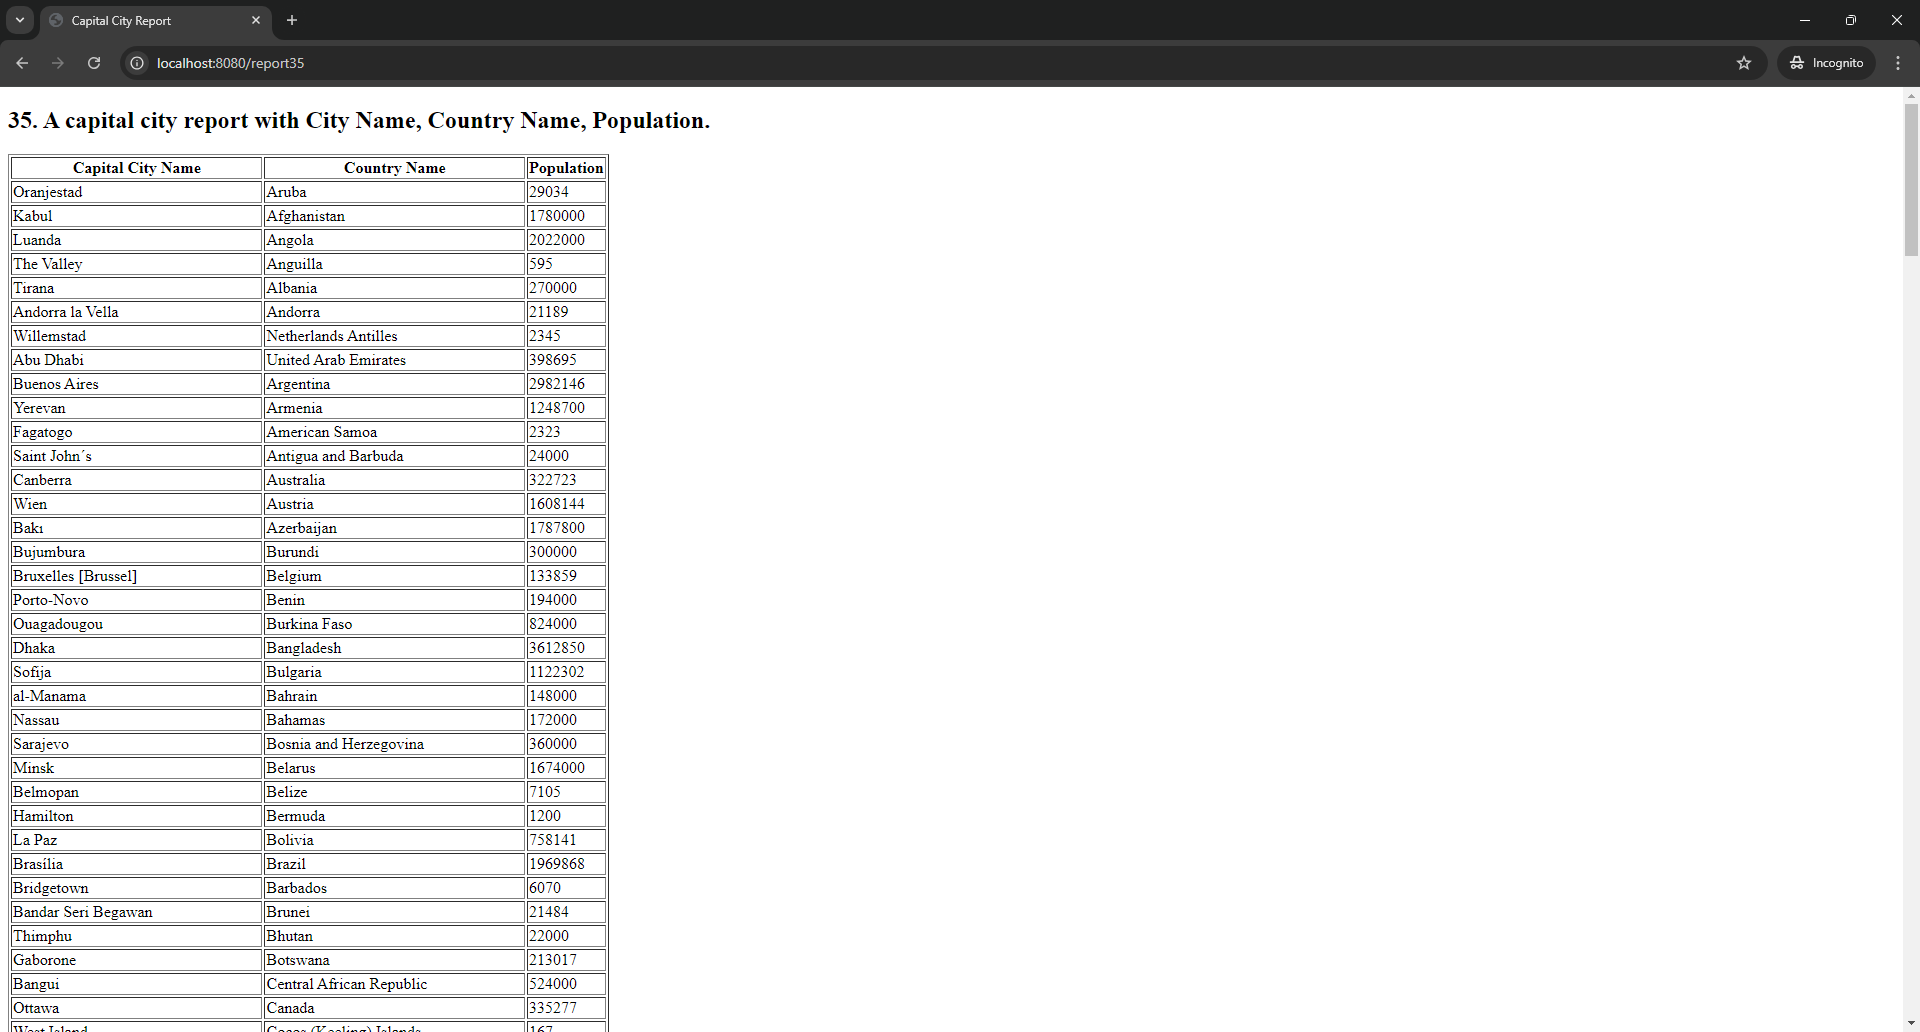 Capital City Report
localhost:8080/report35
Incognito
35. A capital city report with City Name, Country Name, Population.
Capital City Name Country Name Population
Oranjestad Aruba 29034
Kabul Afghanistan 1780000
Luanda Angola 2022000
The Valley Anguilla 595
Tirana Albania 270000
Andorra la Vella Andorra 21189
Willemstad Netherlands Antilles 2345
Abu Dhabi United Arab Emirates 398695
Buenos Aires Argentina 2982146
Yerevan Armenia 1248700
Fagatogo American Samoa 2323
Saint John´s Antigua and Barbuda 24000
Canberra Australia 322723
Wien Austria 1608144
Bakı Azerbaijan 1787800
Bujumbura Burundi 300000
Bruxelles [Brussel] Belgium 133859
Porto-Novo Benin 194000
Ouagadougou Burkina Faso 824000
Dhaka Bangladesh 3612850
Sofija Bulgaria 1122302
al-Manama Bahrain 148000
Nassau Bahamas 172000
Sarajevo Bosnia and Herzegovina 360000
Minsk Belarus 1674000
Belmopan Belize 7105
Hamilton Bermuda 1200
La Paz Bolivia 758141
Brasília Brazil 1969868
Bridgetown Barbados 6070
Bandar Seri Begawan Brunei 21484
Thimphu Bhutan 22000
Gaborone Botswana 213017
Bangui Central African Republic 524000
Ottawa Canada 335277
West Island Cocos (Keeling) Islands 167